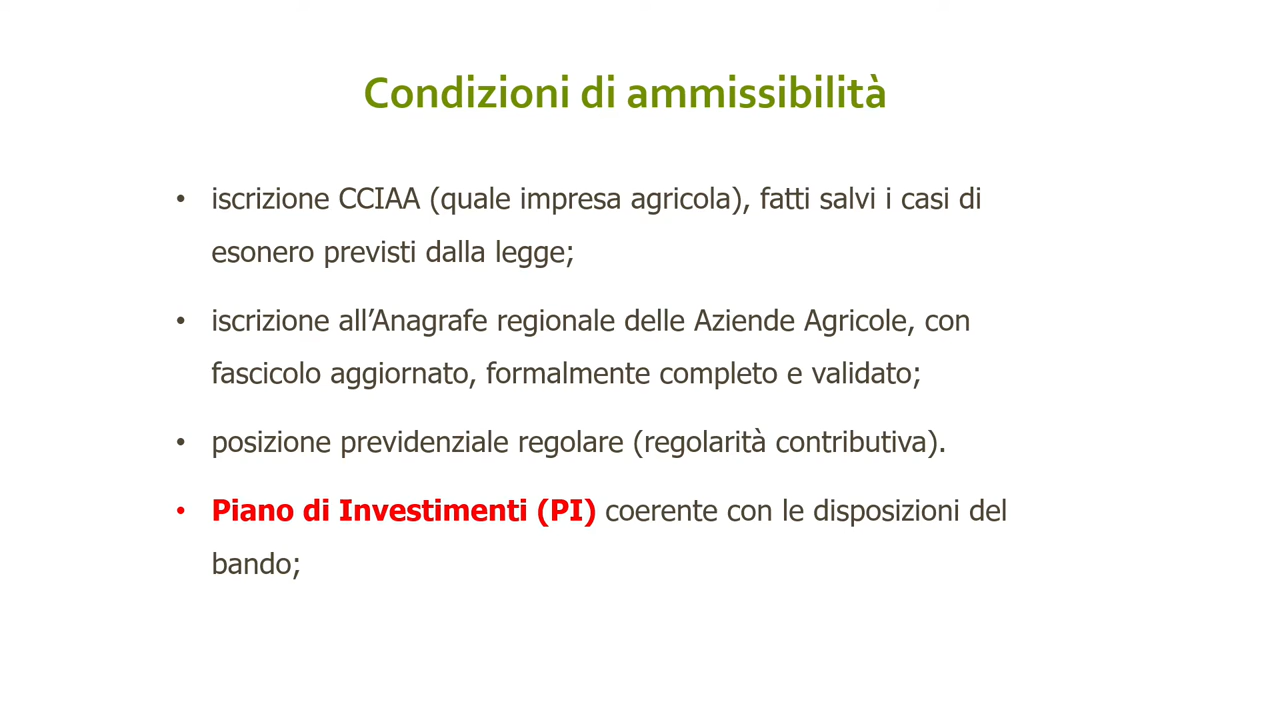 Condizioni di ammissibilità
• iscrizione CCIAA (quale impresa agricola), fatti salvi i casi di
esonero previsti dalla legge;
• iscrizione all’Anagrafe regionale delle Aziende Agricole, con
fascicolo aggiornato, formalmente completo e validato;
• posizione previdenziale regolare (regolarità contributiva).
• Piano di Investimenti (PI) coerente con le disposizioni del
bando;